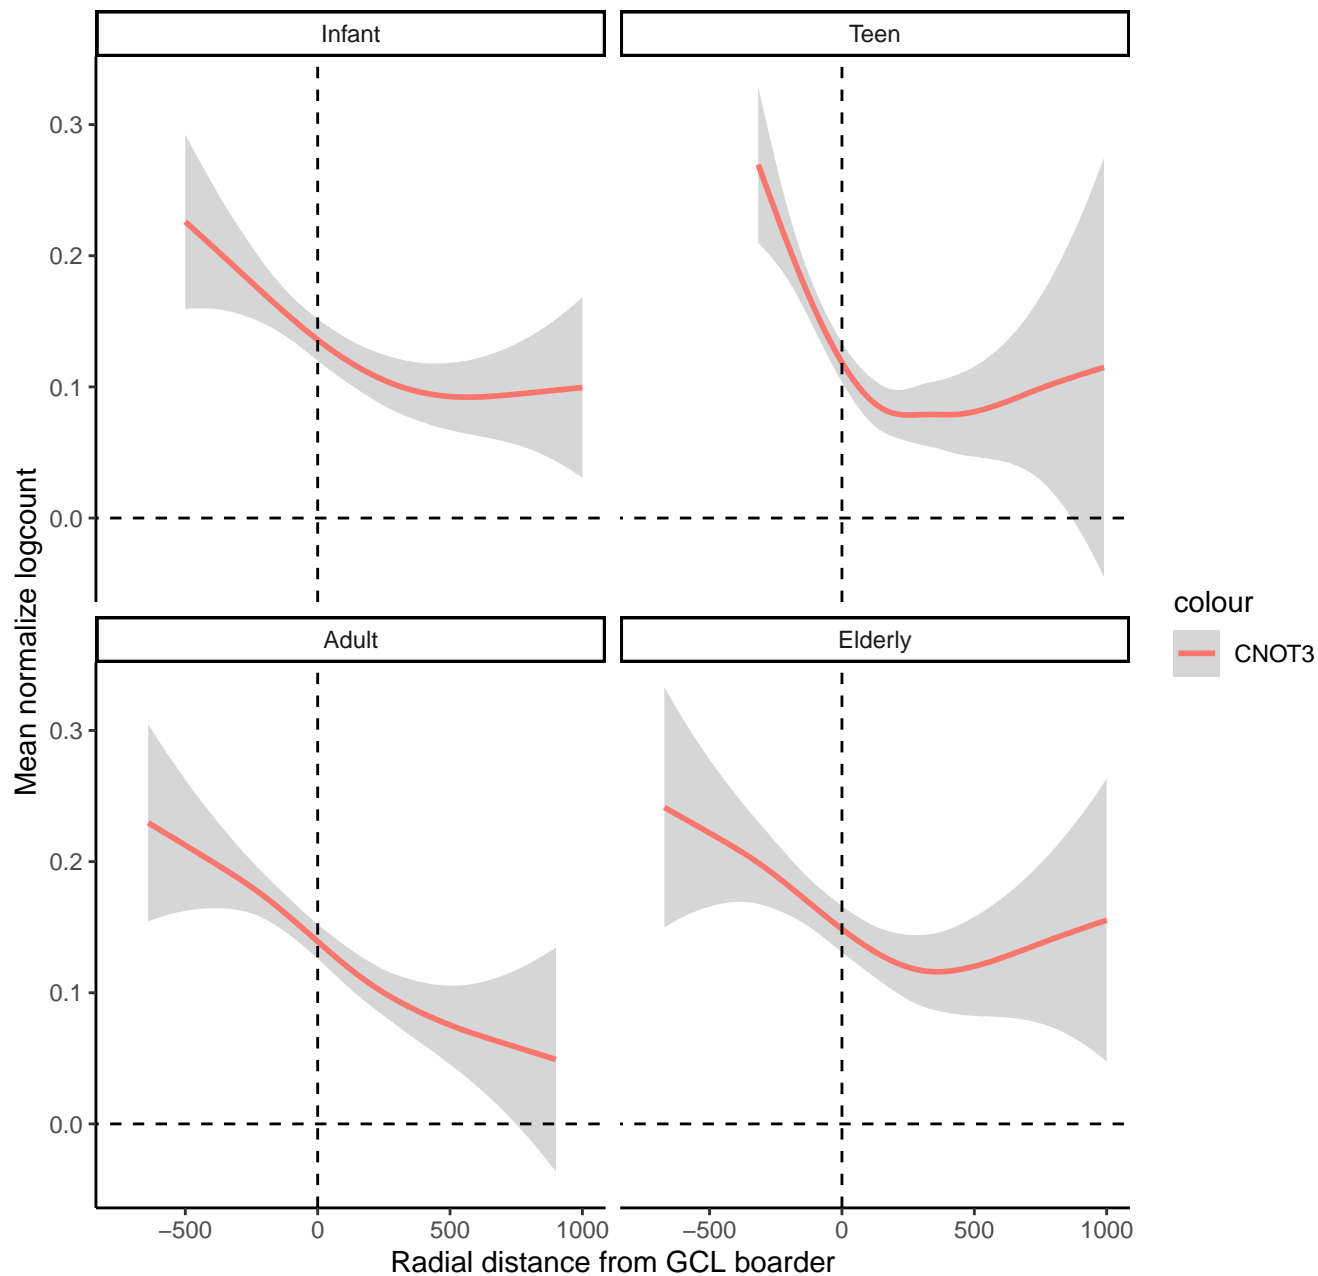 Infant
Teen
0.3
0.2
0.1
0.0
Adult
Elderly
0.3
0.2
0.1
0.0
−500
0
500
1000
−500
0
500
1000
Radial distance from GCL boarder
Mean normalize logcount
colour
CNOT3